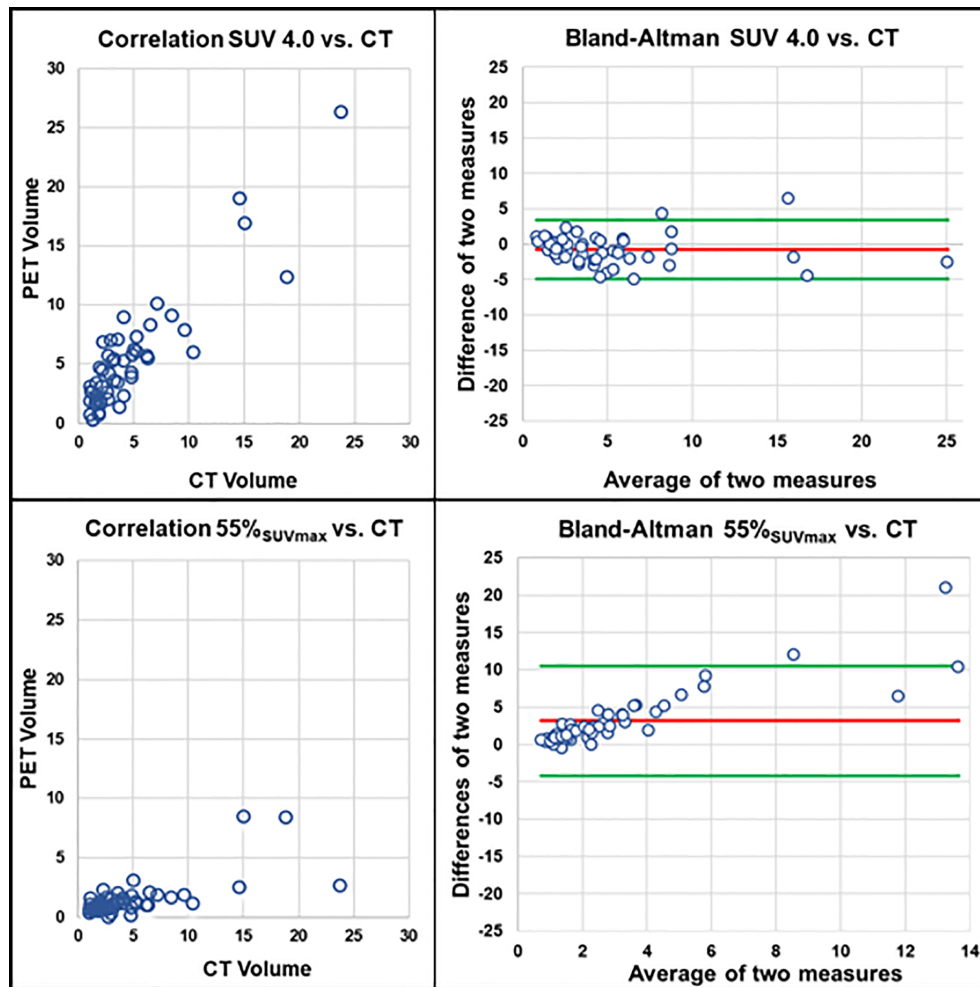 Correlation SUV 4.0 vs. CT
30
25
20
15
10
5
0
PET Volume
0 5 10 15 20 25 30
CT Volume
Bland-Altman SUV 4.0 vs. CT
25
20
15
10
5
0
-5
-10
-15
-20
-25
Difference of two measures
0 5 10 15 20 25
Average of two measures
Correlation 55%SUVmax vs. CT
30
25
20
15
10
5
0
PET Volume
0 5 10 15 20 25 30
CT Volume
Bland-Altman 55%SUVmax vs. CT
25
20
15
10
5
0
-5
-10
-15
-20
-25
Differences of two measures
0 2 4 6 8 10 12 14
Average of two measures